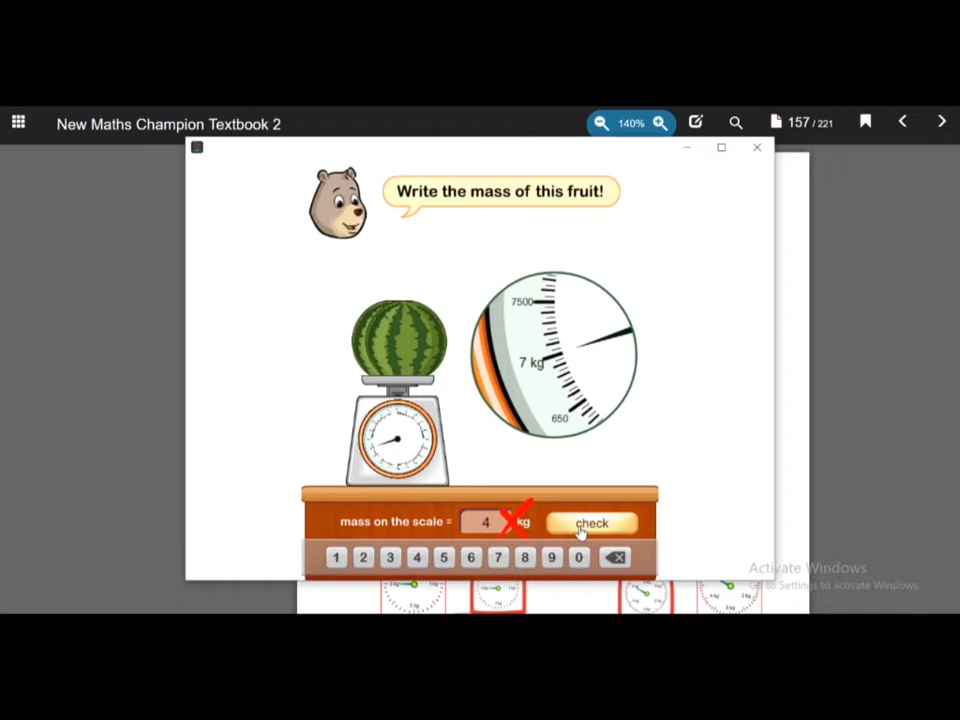 New Maths Champion Textbook 2
140%
157 / 221
Write the mass of this fruit!
7500
7 kg
650
mass on the scale = 4 kg
check
1 2 3 4 5 6 7 8 9 0
Activate Windows
Go to Settings to activate Windows.